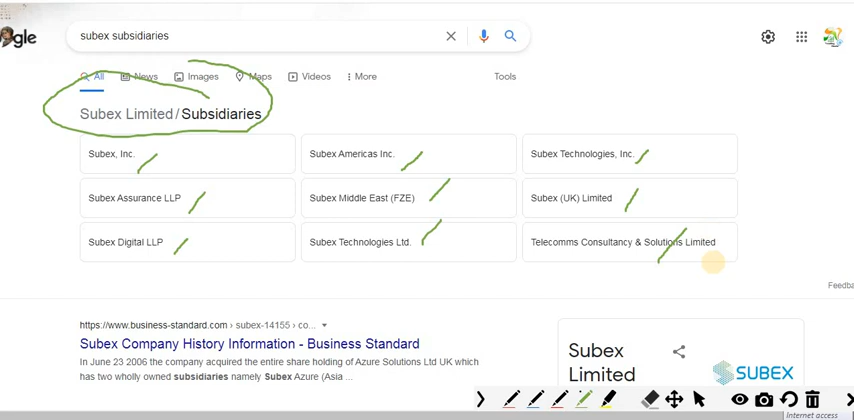 gle
subex subsidiaries
All News Images Maps Videos More Tools
Subex Limited / Subsidiaries
Subex, Inc. Subex Americas Inc. Subex Technologies, Inc.
Subex Assurance LLP Subex Middle East (FZE) Subex (UK) Limited
Subex Digital LLP Subex Technologies Ltd. Telecomms Consultancy & Solutions Limited
Feedba
https://www.business-standard.com › subex-14155 › co...
Subex Company History Information - Business Standard
In June 23 2006 the company acquired the entire share holding of Azure Solutions Ltd UK which
has two wholly owned subsidiaries namely Subex Azure (Asia ...
Subex
Limited
SUBEX
Internet access